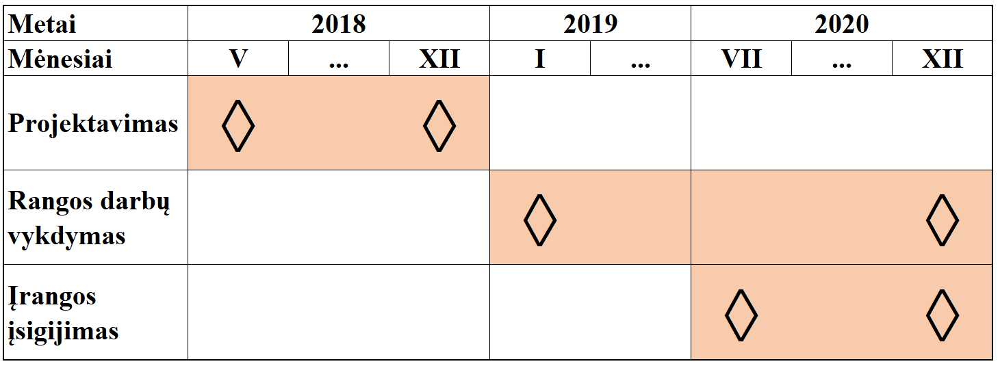 Metai 2018 2019 2020
Mėnesiai V ... XII I ... VII ... XII
Projektavimas
Rangos darbų
vykdymas
Įrangos
įsigijimas